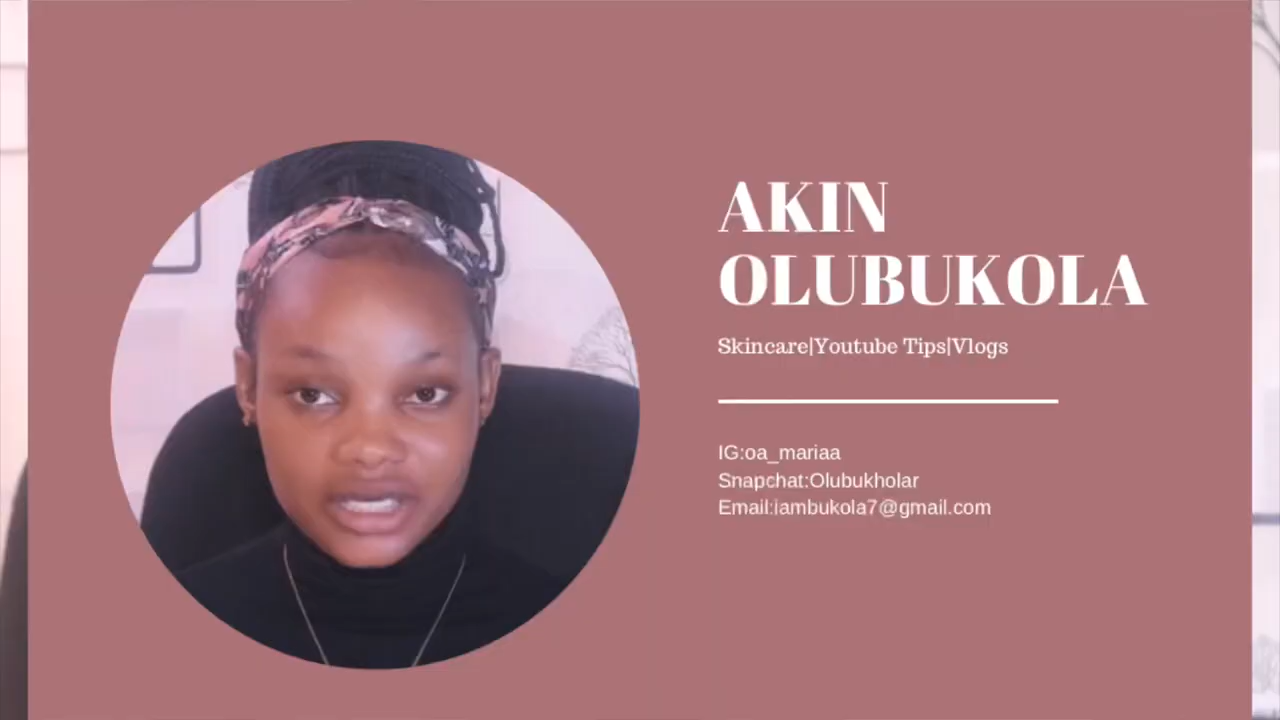 AKIN
OLUBUKOLA
Skincare|Youtube Tips|Vlogs
IG:oa_mariaa
Snapchat:Olubukholar
Email:iambukola7@gmail.com